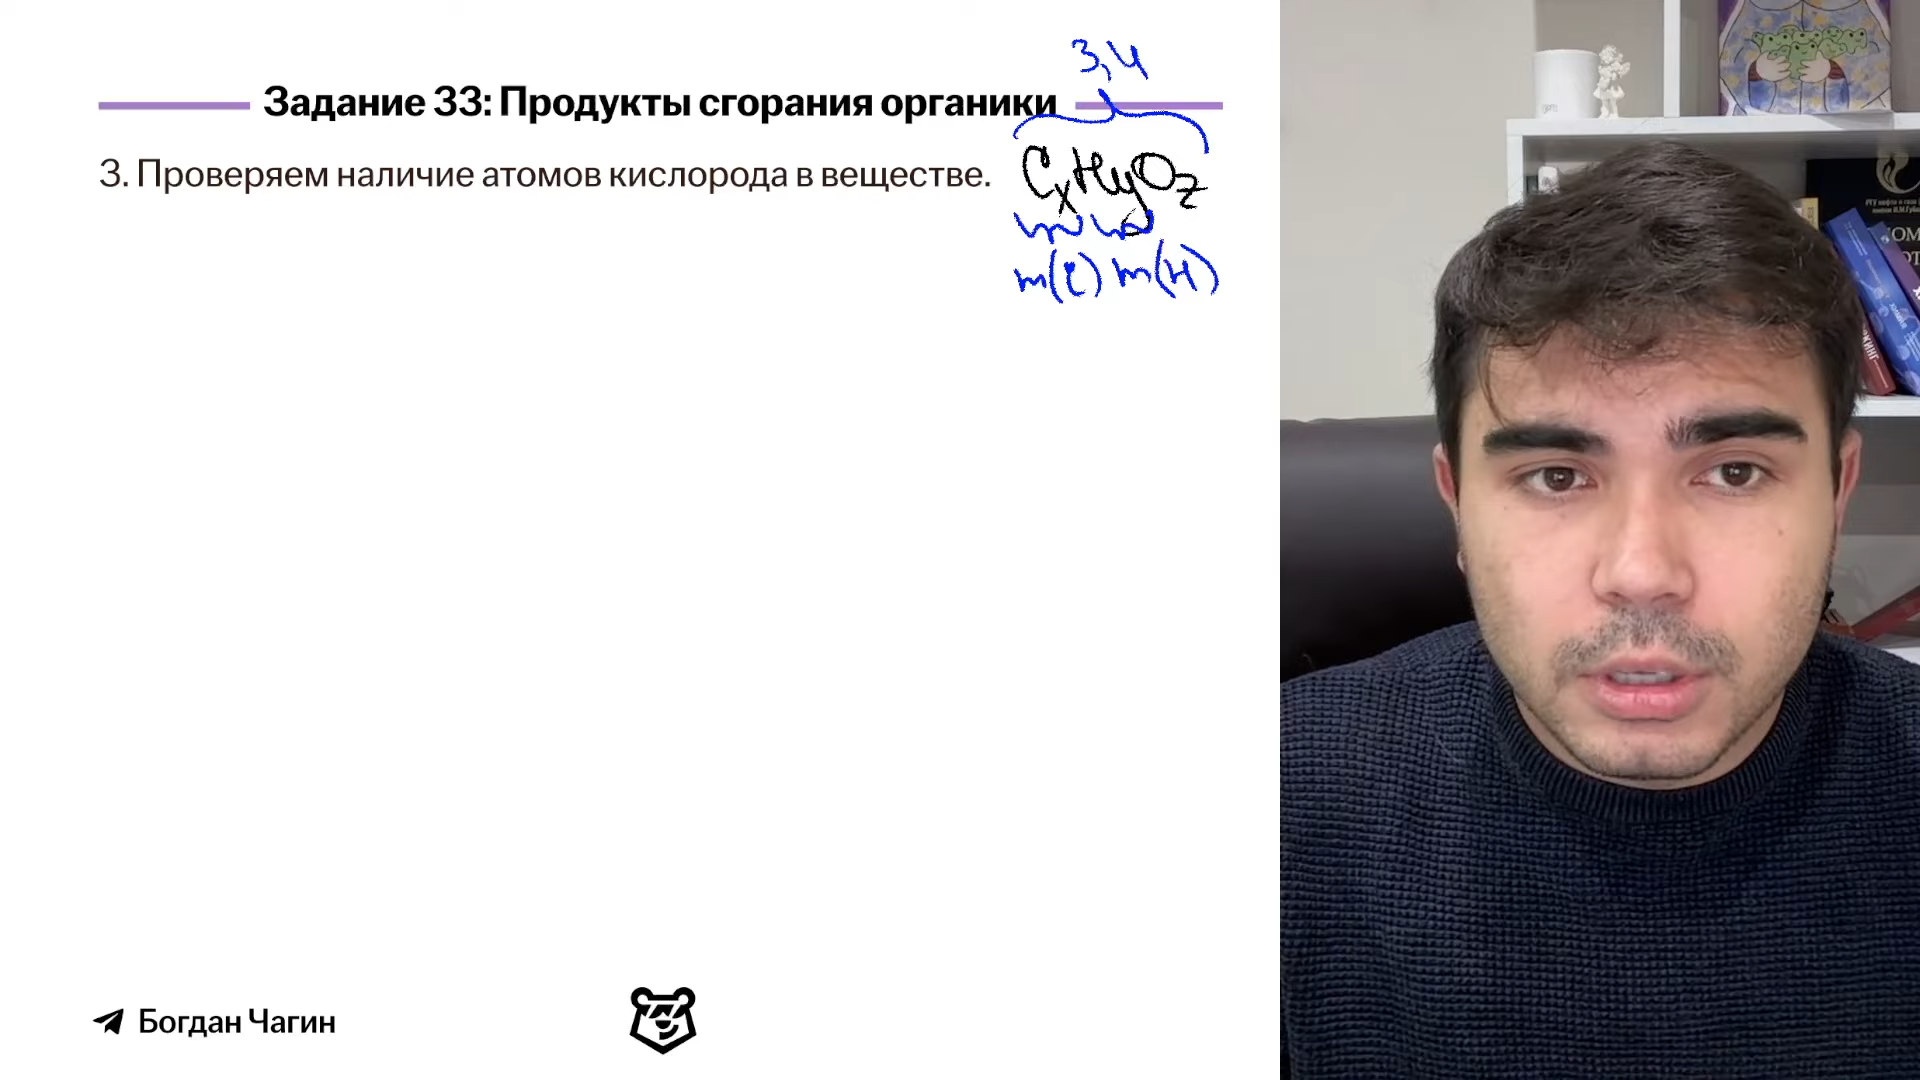 3,4
Задание 33: Продукты сгорания органики
3. Проверяем наличие атомов кислорода в веществе.
CxHyOz
m(C) m(H)
Богдан Чагин